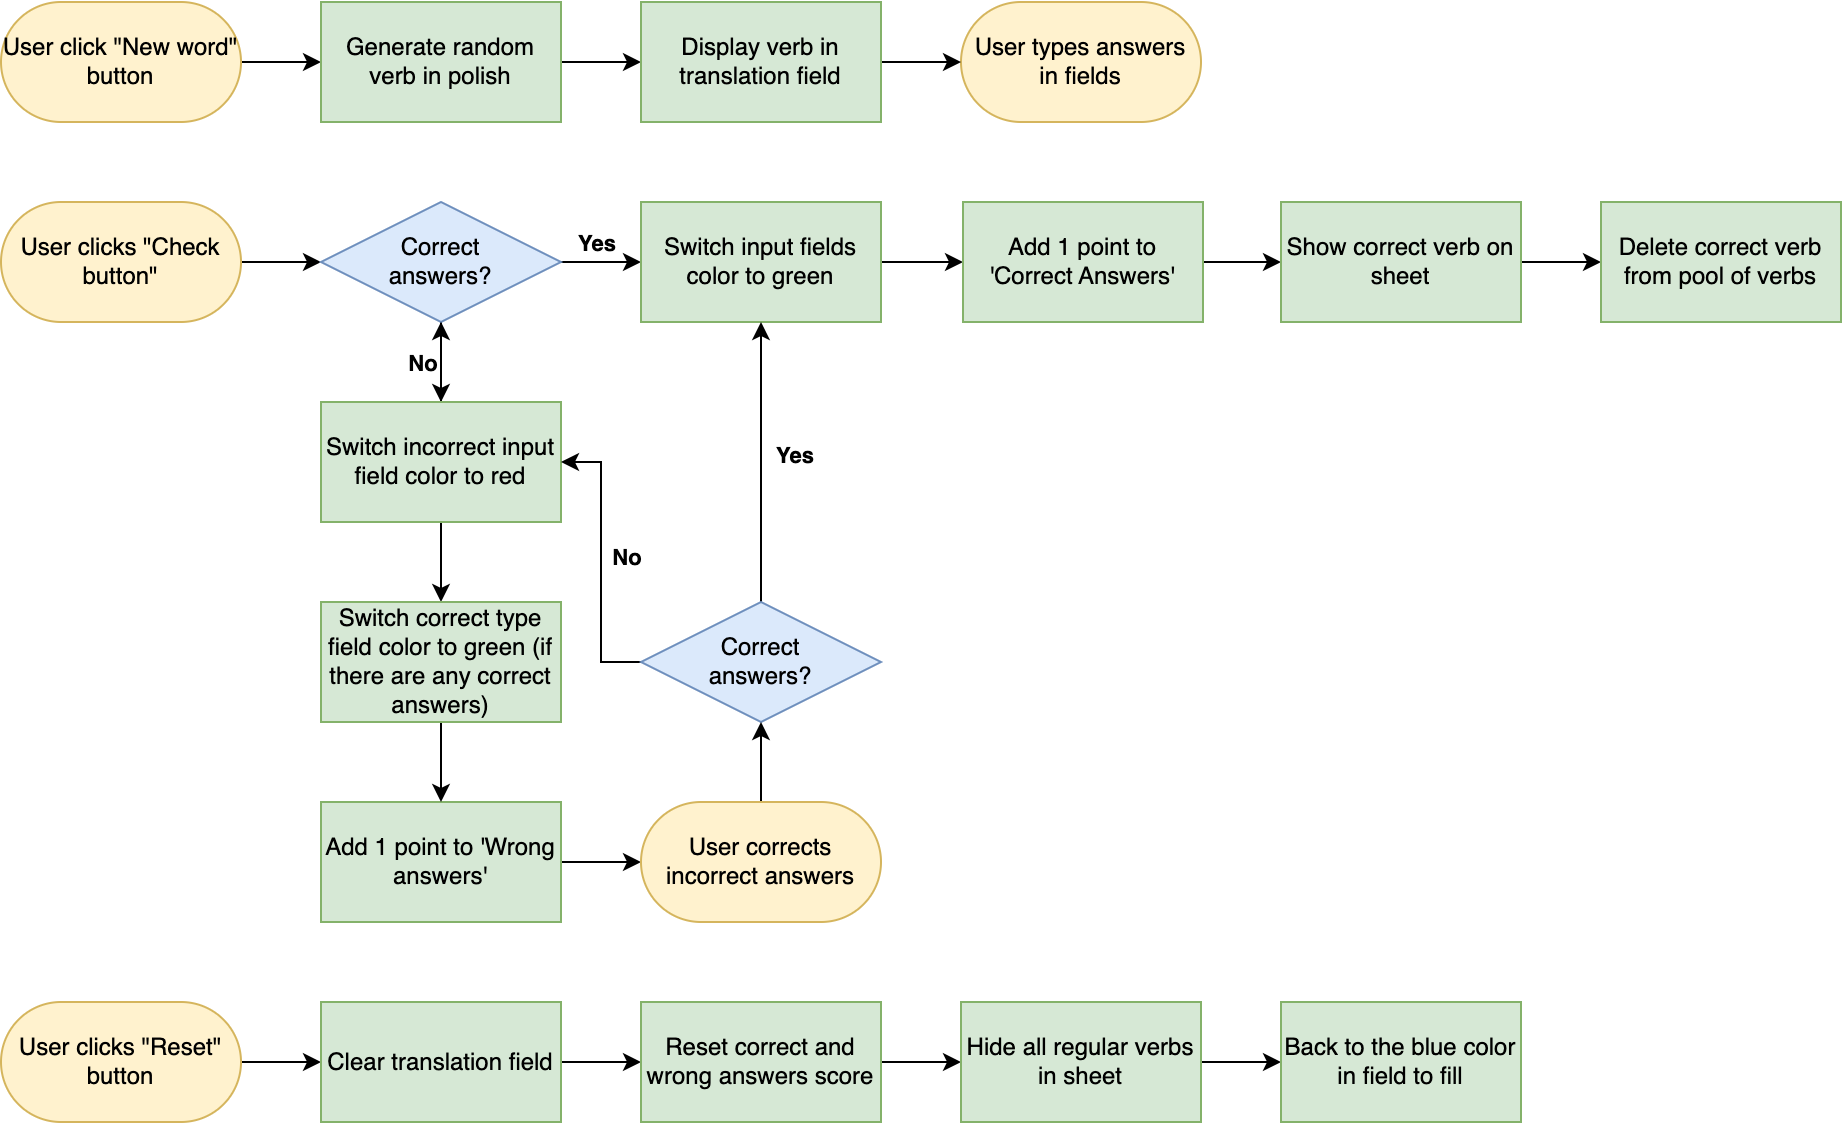 User click "New word"
button
Generate random
verb in polish
Display verb in
translation field
User types answers
in fields
User clicks "Check
button"
Correct
answers?
Yes
Switch input fields
color to green
Add 1 point to
'Correct Answers'
Show correct verb on
sheet
Delete correct verb
from pool of verbs
No
Switch incorrect input
field color to red
Yes
No
Switch correct type
field color to green (if
there are any correct
answers)
Correct
answers?
Add 1 point to 'Wrong
answers'
User corrects
incorrect answers
User clicks "Reset"
button
Clear translation field
Reset correct and
wrong answers score
Hide all regular verbs
in sheet
Back to the blue color
in field to fill